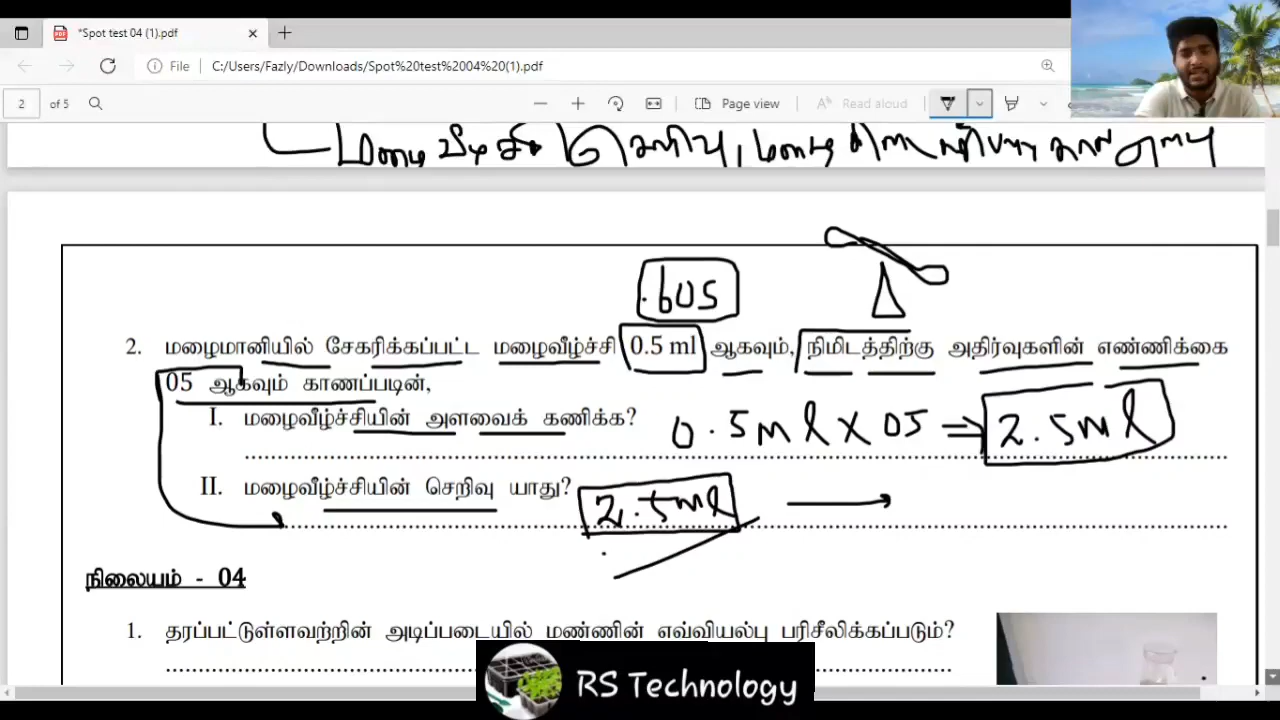 *Spot test 04 (1).pdf
File C:/Users/Fazly/Downloads/Spot%20test%2004%20(1).pdf
2 of 5 Page view Read aloud
60s
2. மழைமானியில் சேகரிக்கப்பட்ட மழைவீழ்ச்சி 0.5 ml ஆகவும், நிமிடத்திற்கு அதிர்வுகளின் எண்ணிக்கை
05 ஆகவும் காணப்படின்,
I. மழைவீழ்ச்சியின் அளவைக் கணிக்க? 0.5ml X 05 ⇒ 2.5ml
II. மழைவீழ்ச்சியின் செறிவு யாது? 2.5ml →
நிலையம் - 04
1. தரப்பட்டுள்ளவற்றின் அடிப்படையில் மண்ணின் எவ்வியல்பு பரிசீலிக்கப்படும்?
RS Technology